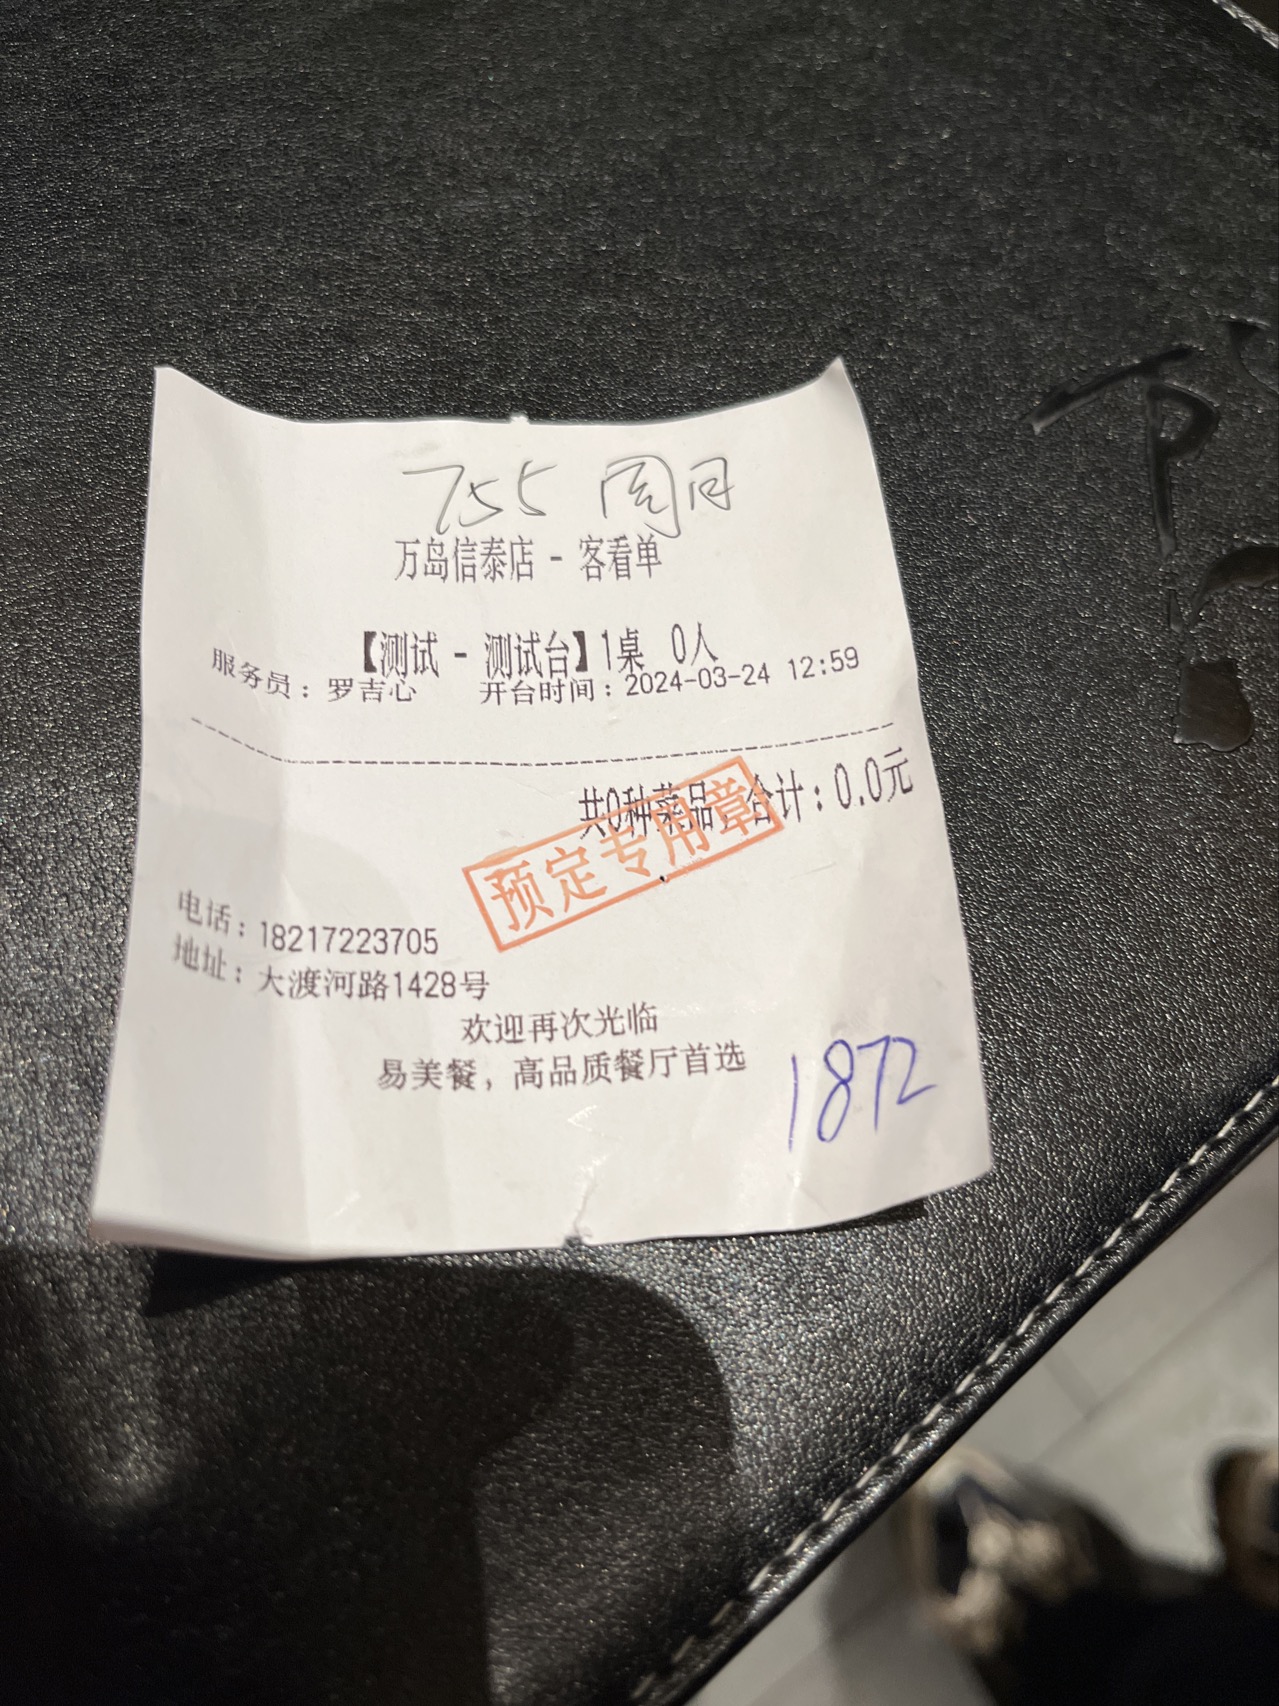 755 周日
万岛信泰店 - 客看单
【测试 - 测试台】1桌 0人
服务员：罗吉心 开台时间：2024-03-24 12:59
共0种菜品，合计：0.0元
预定专用章
电话：18217223705
地址：大渡河路1428号
欢迎再次光临
易美餐，高品质餐厅首选
1872